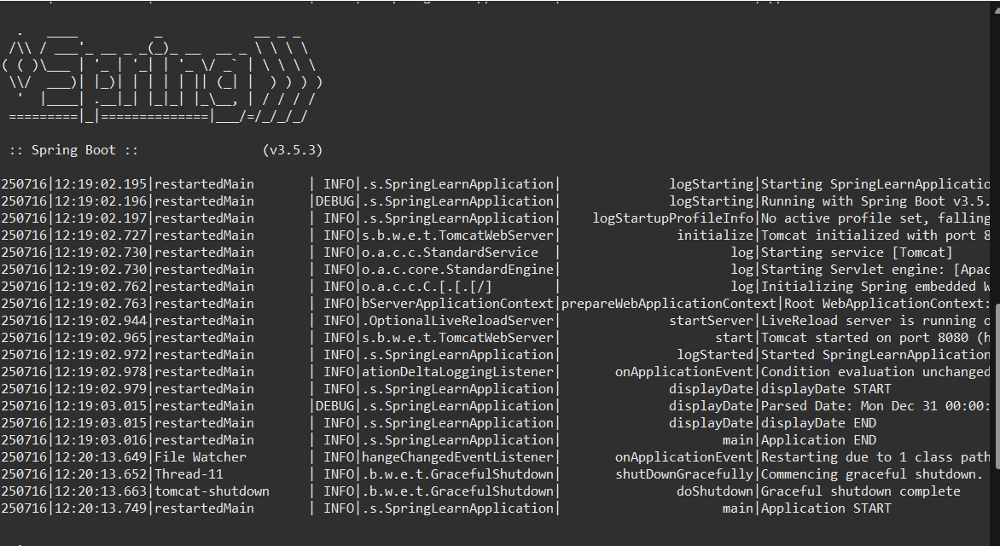 :: Spring Boot ::                (v3.5.3)
250716|12:19:02.195|restartedMain       | INFO|.s.SpringLearnApplication|              logStarting|Starting SpringLearnApplicatio
250716|12:19:02.196|restartedMain       |DEBUG|.s.SpringLearnApplication|              logStarting|Running with Spring Boot v3.5.
250716|12:19:02.197|restartedMain       | INFO|.s.SpringLearnApplication|    logStartupProfileInfo|No active profile set, falling
250716|12:19:02.727|restartedMain       | INFO|s.b.w.e.t.TomcatWebServer|               initialize|Tomcat initialized with port 8
250716|12:19:02.730|restartedMain       | INFO|o.a.c.c.StandardService  |                      log|Starting service [Tomcat]
250716|12:19:02.730|restartedMain       | INFO|o.a.c.core.StandardEngine|                      log|Starting Servlet engine: [Apac
250716|12:19:02.762|restartedMain       | INFO|o.a.c.c.C.[.[.[/]        |                      log|Initializing Spring embedded W
250716|12:19:02.763|restartedMain       | INFO|bServerApplicationContext|prepareWebApplicationContext|Root WebApplicationContext:
250716|12:19:02.944|restartedMain       | INFO|.OptionalLiveReloadServer|              startServer|LiveReload server is running o
250716|12:19:02.965|restartedMain       | INFO|s.b.w.e.t.TomcatWebServer|                    start|Tomcat started on port 8080 (h
250716|12:19:02.972|restartedMain       | INFO|.s.SpringLearnApplication|               logStarted|Started SpringLearnApplication
250716|12:19:02.978|restartedMain       | INFO|ationDeltaLoggingListener|       onApplicationEvent|Condition evaluation unchanged
250716|12:19:02.979|restartedMain       | INFO|.s.SpringLearnApplication|              displayDate|displayDate START
250716|12:19:03.015|restartedMain       |DEBUG|.s.SpringLearnApplication|              displayDate|Parsed Date: Mon Dec 31 00:00:
250716|12:19:03.015|restartedMain       | INFO|.s.SpringLearnApplication|              displayDate|displayDate END
250716|12:19:03.016|restartedMain       | INFO|.s.SpringLearnApplication|                     main|Application END
250716|12:20:13.649|File Watcher        | INFO|hangeChangedEventListener|       onApplicationEvent|Restarting due to 1 class path
250716|12:20:13.652|Thread-11           | INFO|.b.w.e.t.GracefulShutdown|       shutDownGracefully|Commencing graceful shutdown.
250716|12:20:13.663|tomcat-shutdown     | INFO|.b.w.e.t.GracefulShutdown|               doShutdown|Graceful shutdown complete
250716|12:20:13.749|restartedMain       | INFO|.s.SpringLearnApplication|                     main|Application START